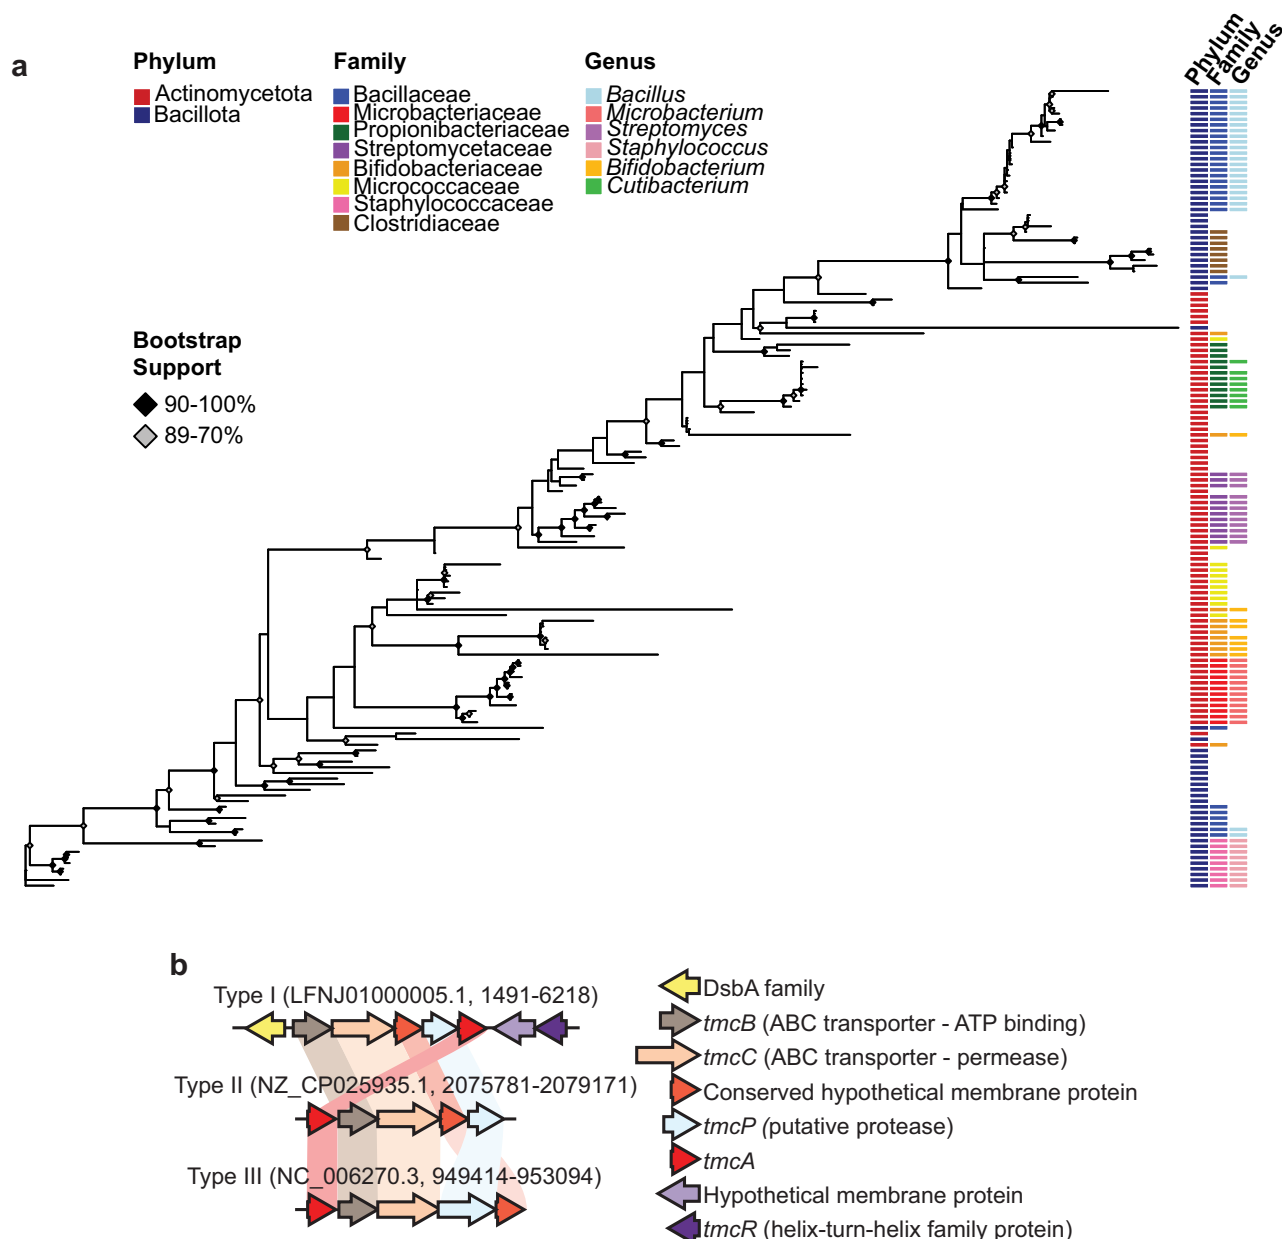 a
Phylum
Actinomycetota
Bacillota
Family
Bacillaceae
Microbacteriaceae
Propionibacteriaceae
Streptomycetaceae
Bifidobacteriaceae
Micrococcaceae
Staphylococcaceae
Clostridiaceae
Genus
Bacillus
Microbacterium
Streptomyces
Staphylococcus
Bifidobacterium
Cutibacterium
Phylum
Family
Genus
Bootstrap
Support
90-100%
89-70%
b
Type I (LFNJ01000005.1, 1491-6218)
Type II (NZ_CP025935.1, 2075781-2079171)
Type III (NC_006270.3, 949414-953094)
DsbA family
tmcB (ABC transporter - ATP binding)
tmcC (ABC transporter - permease)
Conserved hypothetical membrane protein
tmcP (putative protease)
tmcA
Hypothetical membrane protein
tmcR (helix-turn-helix family protein)